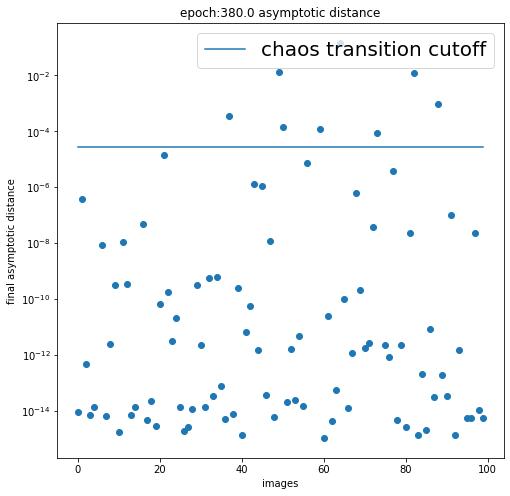 epoch:380.0 asymptotic distance
chaos transition cutoff
10⁻²
10⁻⁴
10⁻⁶
10⁻⁸
10⁻¹⁰
10⁻¹²
10⁻¹⁴
final asymptotic distance
0 20 40 60 80 100
images